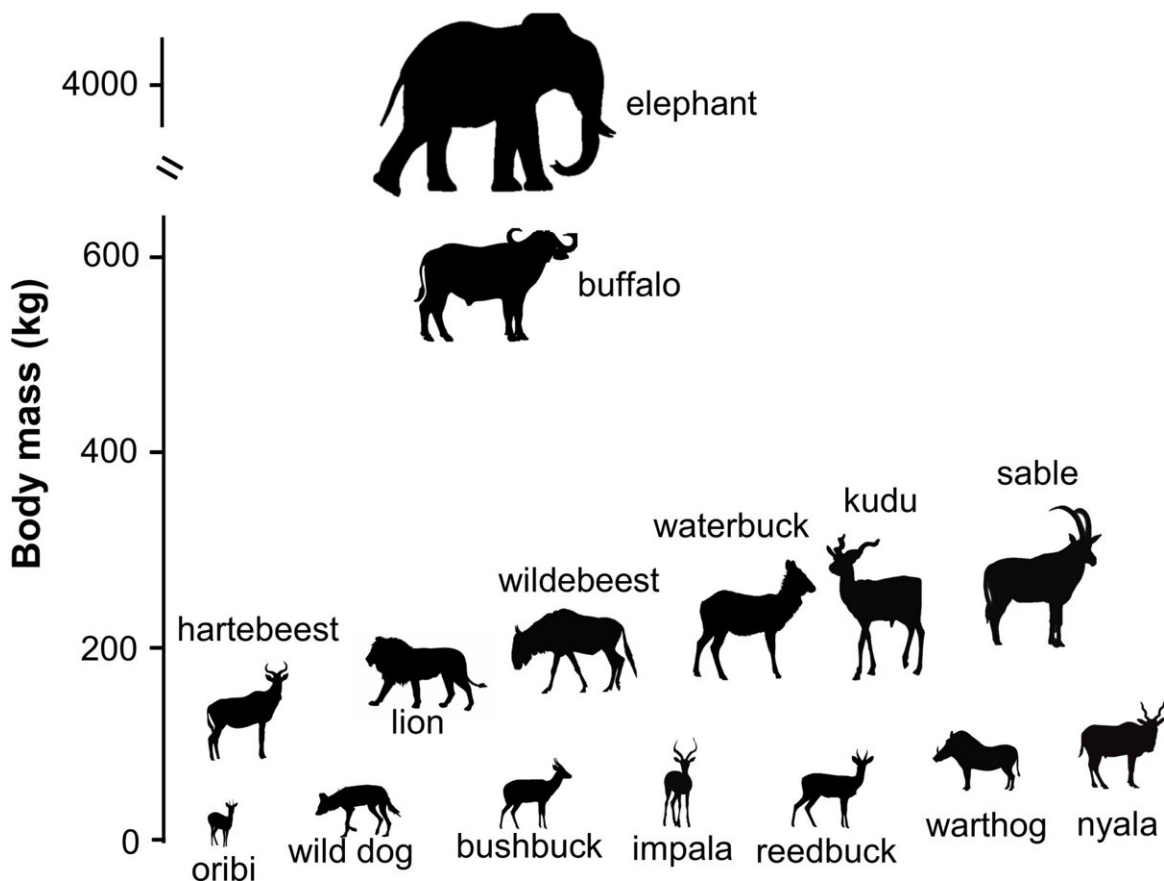 Body mass (kg)
4000
600
400
200
0
elephant
buffalo
sable
kudu
waterbuck
wildebeest
hartebeest
lion
oribi
wild dog
bushbuck
impala
reedbuck
warthog
nyala